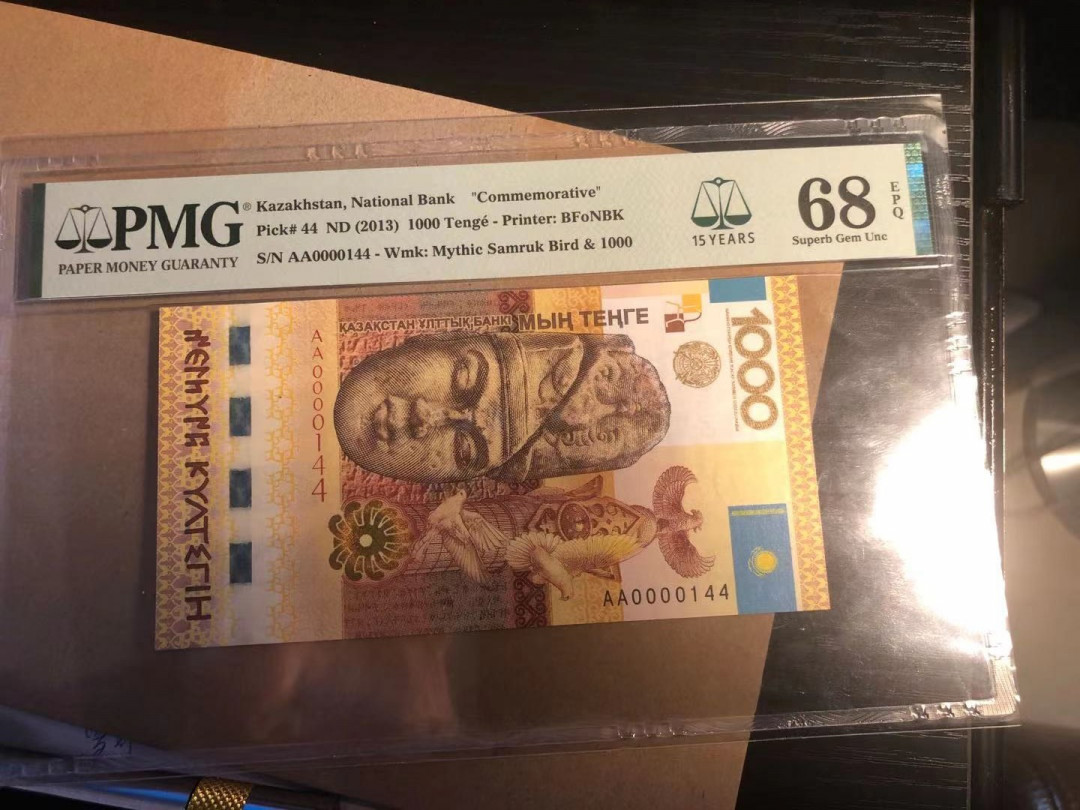 PMG®
PAPER MONEY GUARANTY
Kazakhstan, National Bank "Commemorative"
Pick# 44 ND (2013) 1000 Tengé - Printer: BFoNBK
S/N AA0000144 - Wmk: Mythic Samruk Bird & 1000
15 YEARS
68
EPQ
Superb Gem Unc
ҚАЗАҚСТАН ҰЛТТЫҚ БАНКІ
МЫҢ ТЕҢГЕ
1000
AA0000144
КҮЛТЕГІН
AA0000144